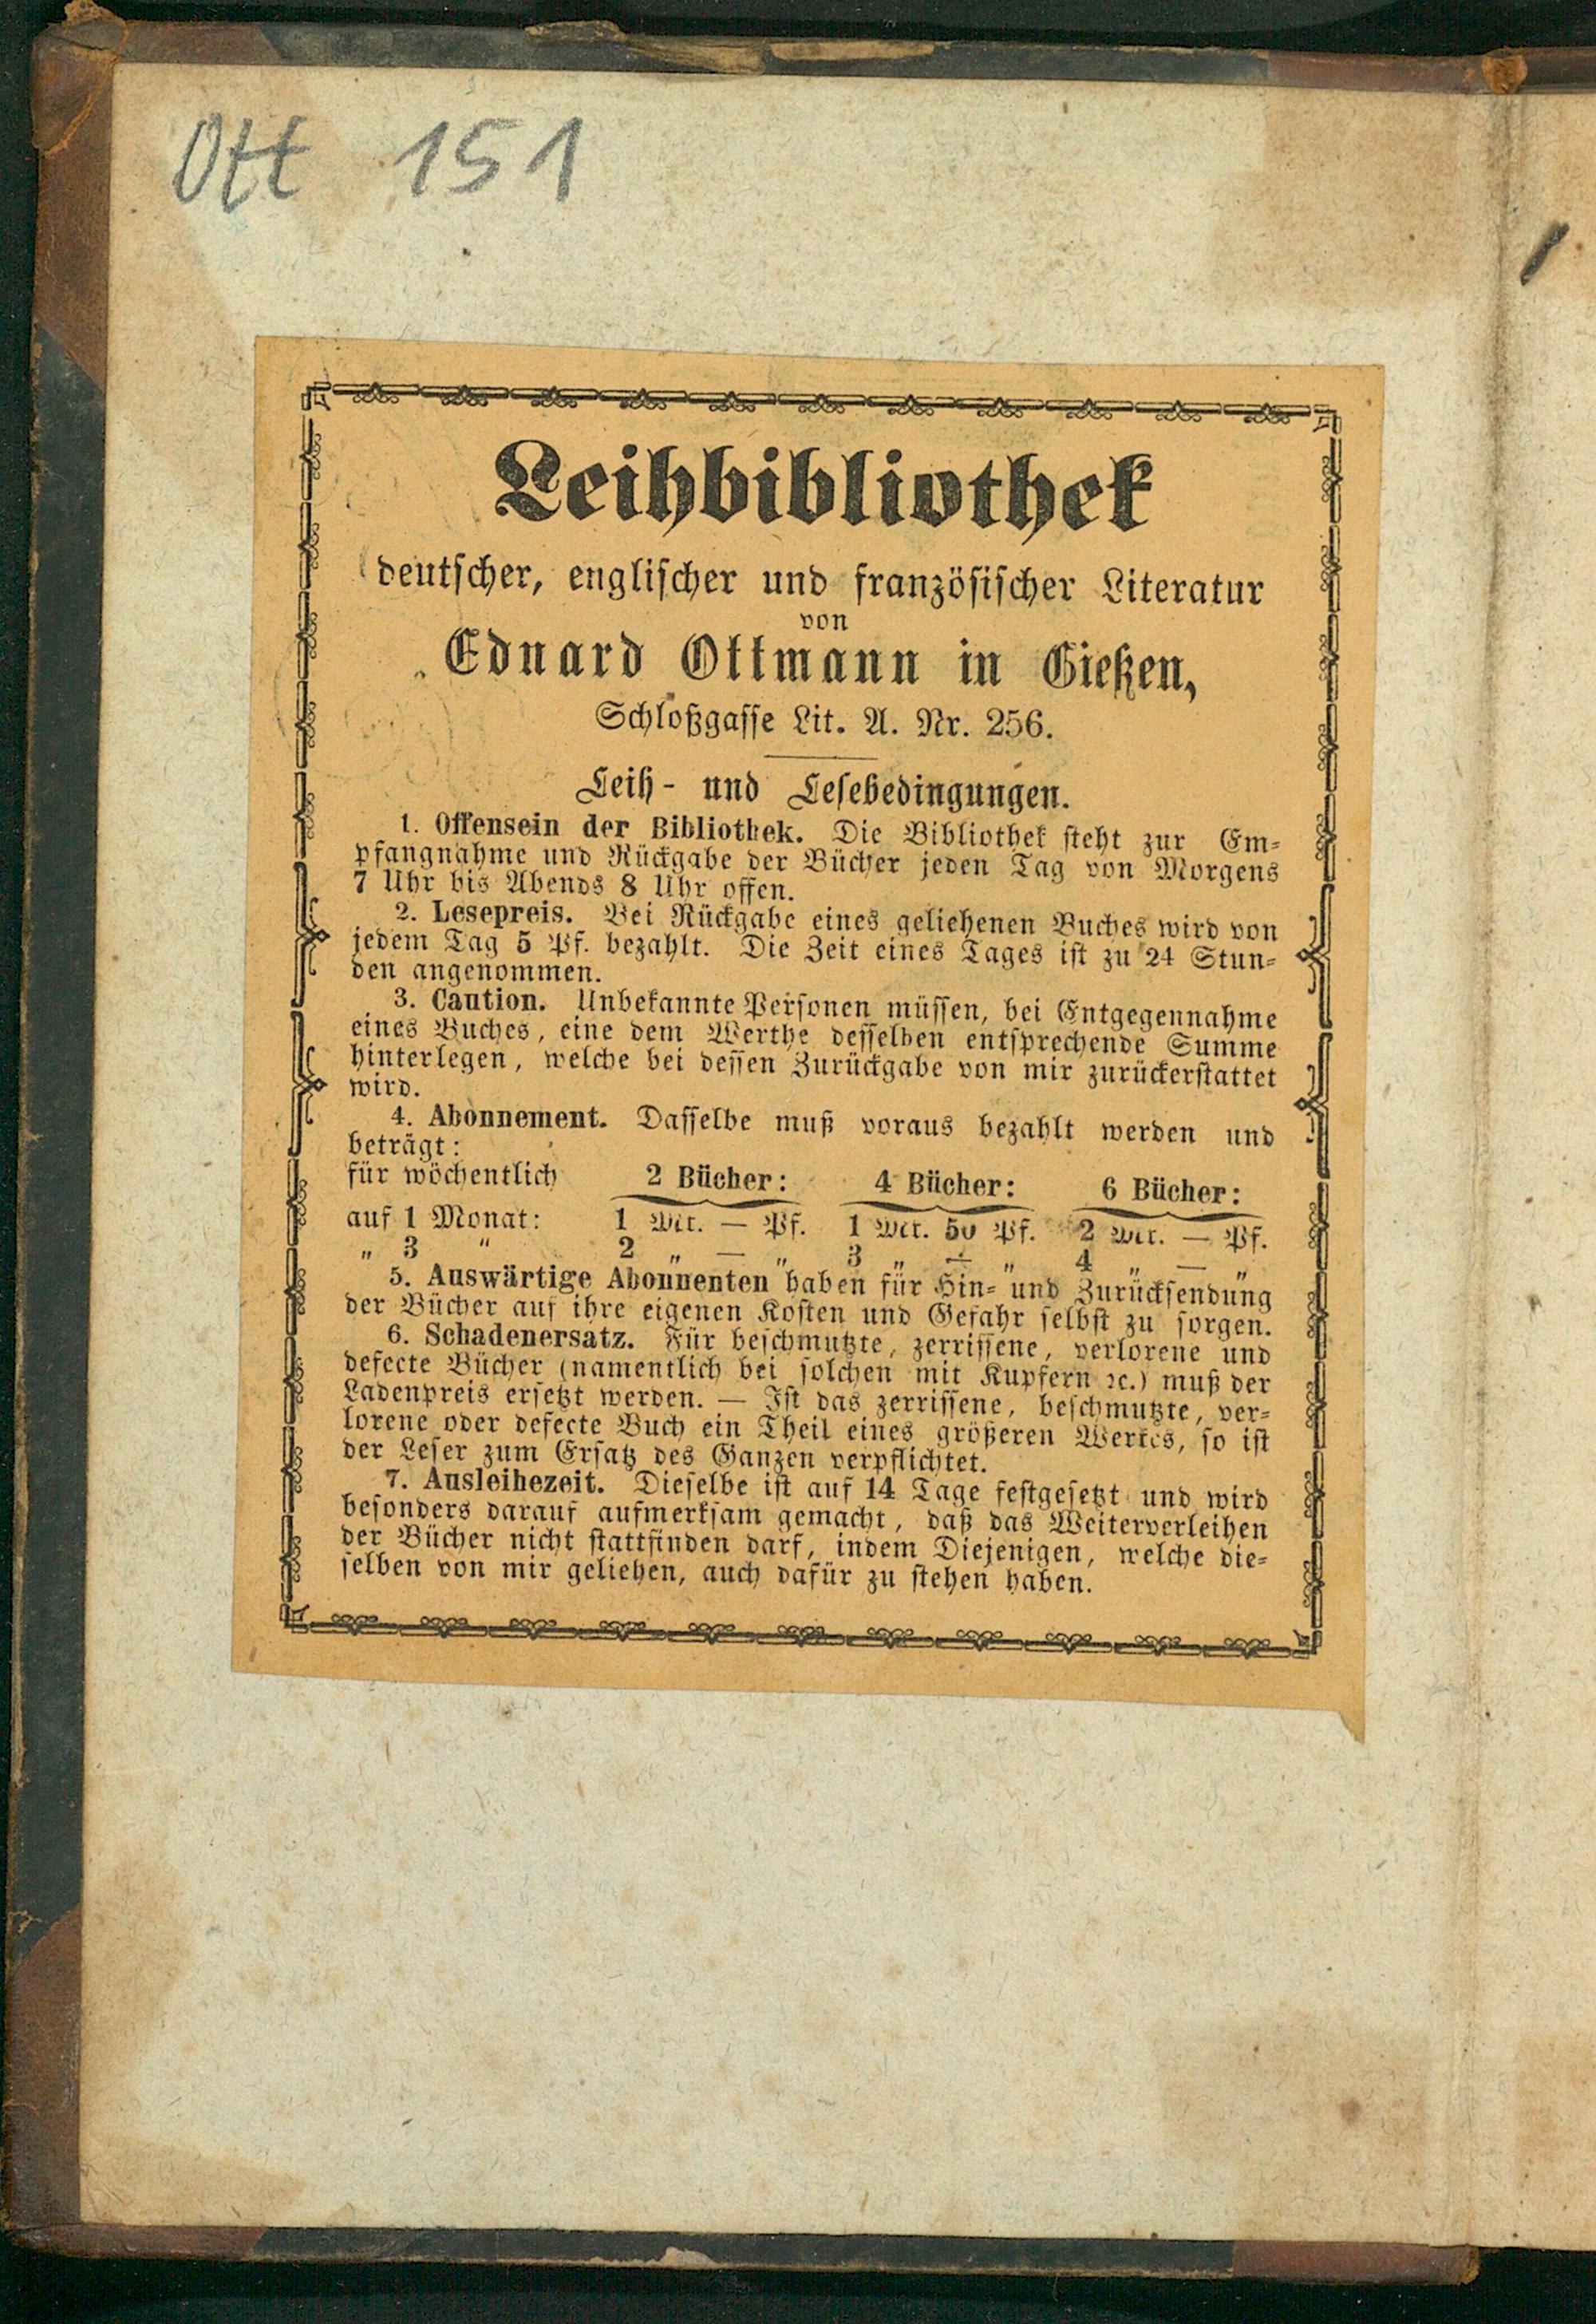 Ott 151
Leihbibliothek
deutscher, englischer und französischer Literatur
von
Eduard Ottmann in Gießen,
Schloßgasse Lit. A. Nr. 256.
Leih- und Lesebedingungen.
1. Offensein der Bibliothek. Die Bibliothek steht zur Em-
pfangnahme und Rückgabe der Bücher jeden Tag von Morgens
7 Uhr bis Abends 8 Uhr offen.
2. Lesepreis. Bei Rückgabe eines geliehenen Buches wird von
jedem Tag 5 Pf. bezahlt. Die Zeit eines Tages ist zu 24 Stun-
den angenommen.
3. Caution. Unbekannte Personen müssen, bei Entgegennahme
eines Buches, eine dem Werthe desselben entsprechende Summe
hinterlegen, welche bei dessen Zurückgabe von mir zurückerstattet
wird.
4. Abonnement. Dasselbe muß voraus bezahlt werden und
beträgt:
für wöchentlich 2 Bücher: 4 Bücher: 6 Bücher:
auf 1 Monat: 1 Mk. — Pf. 1 Mk. 50 Pf. 2 Mk. — Pf.
„ 3 „ 2 „ — „ 3 „ — „ 4 „ — „
5. Auswärtige Abonnenten haben für Hin- und Zurücksendung
der Bücher auf ihre eigenen Kosten und Gefahr selbst zu sorgen.
6. Schadenersatz. Für beschmutzte, zerrissene, verlorene und
defecte Bücher (namentlich bei solchen mit Kupfern ꝛc.) muß der
Ladenpreis ersetzt werden. — Ist das zerrissene, beschmutzte, ver-
lorene oder defecte Buch ein Theil eines größeren Werkes, so ist
der Leser zum Ersatz des Ganzen verpflichtet.
7. Ausleihezeit. Dieselbe ist auf 14 Tage festgesetzt und wird
besonders darauf aufmerksam gemacht, daß das Weiterverleihen
der Bücher nicht stattfinden darf, indem Diejenigen, welche die-
selben von mir geliehen, auch dafür zu stehen haben.